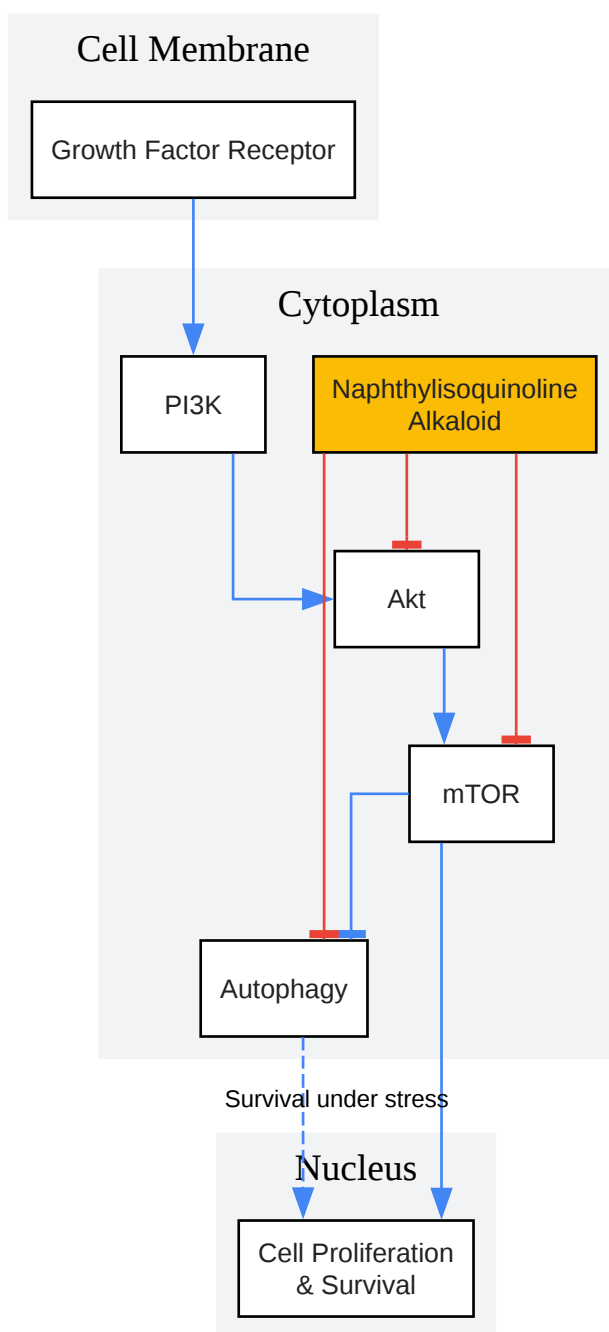 Cell Membrane
Growth Factor Receptor
Cytoplasm
PI3K
Naphthylisoquinoline
Alkaloid
Akt
mTOR
Autophagy
Survival under stress
Nucleus
Cell Proliferation
& Survival